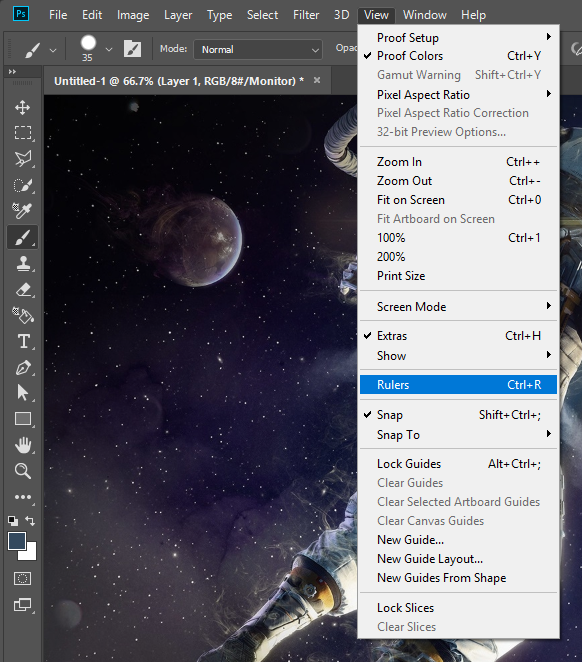 Ps File Edit Image Layer Type Select Filter 3D View Window Help
35 Mode: Normal Opac
Untitled-1 @ 66.7% (Layer 1, RGB/8#/Monitor) *
Proof Setup
Proof Colors Ctrl+Y
Gamut Warning Shift+Ctrl+Y
Pixel Aspect Ratio
Pixel Aspect Ratio Correction
32-bit Preview Options...
Zoom In Ctrl++
Zoom Out Ctrl+-
Fit on Screen Ctrl+0
Fit Artboard on Screen
100% Ctrl+1
200%
Print Size
Screen Mode
Extras Ctrl+H
Show
Rulers Ctrl+R
Snap Shift+Ctrl+;
Snap To
Lock Guides Alt+Ctrl+;
Clear Guides
Clear Selected Artboard Guides
Clear Canvas Guides
New Guide...
New Guide Layout...
New Guides From Shape
Lock Slices
Clear Slices